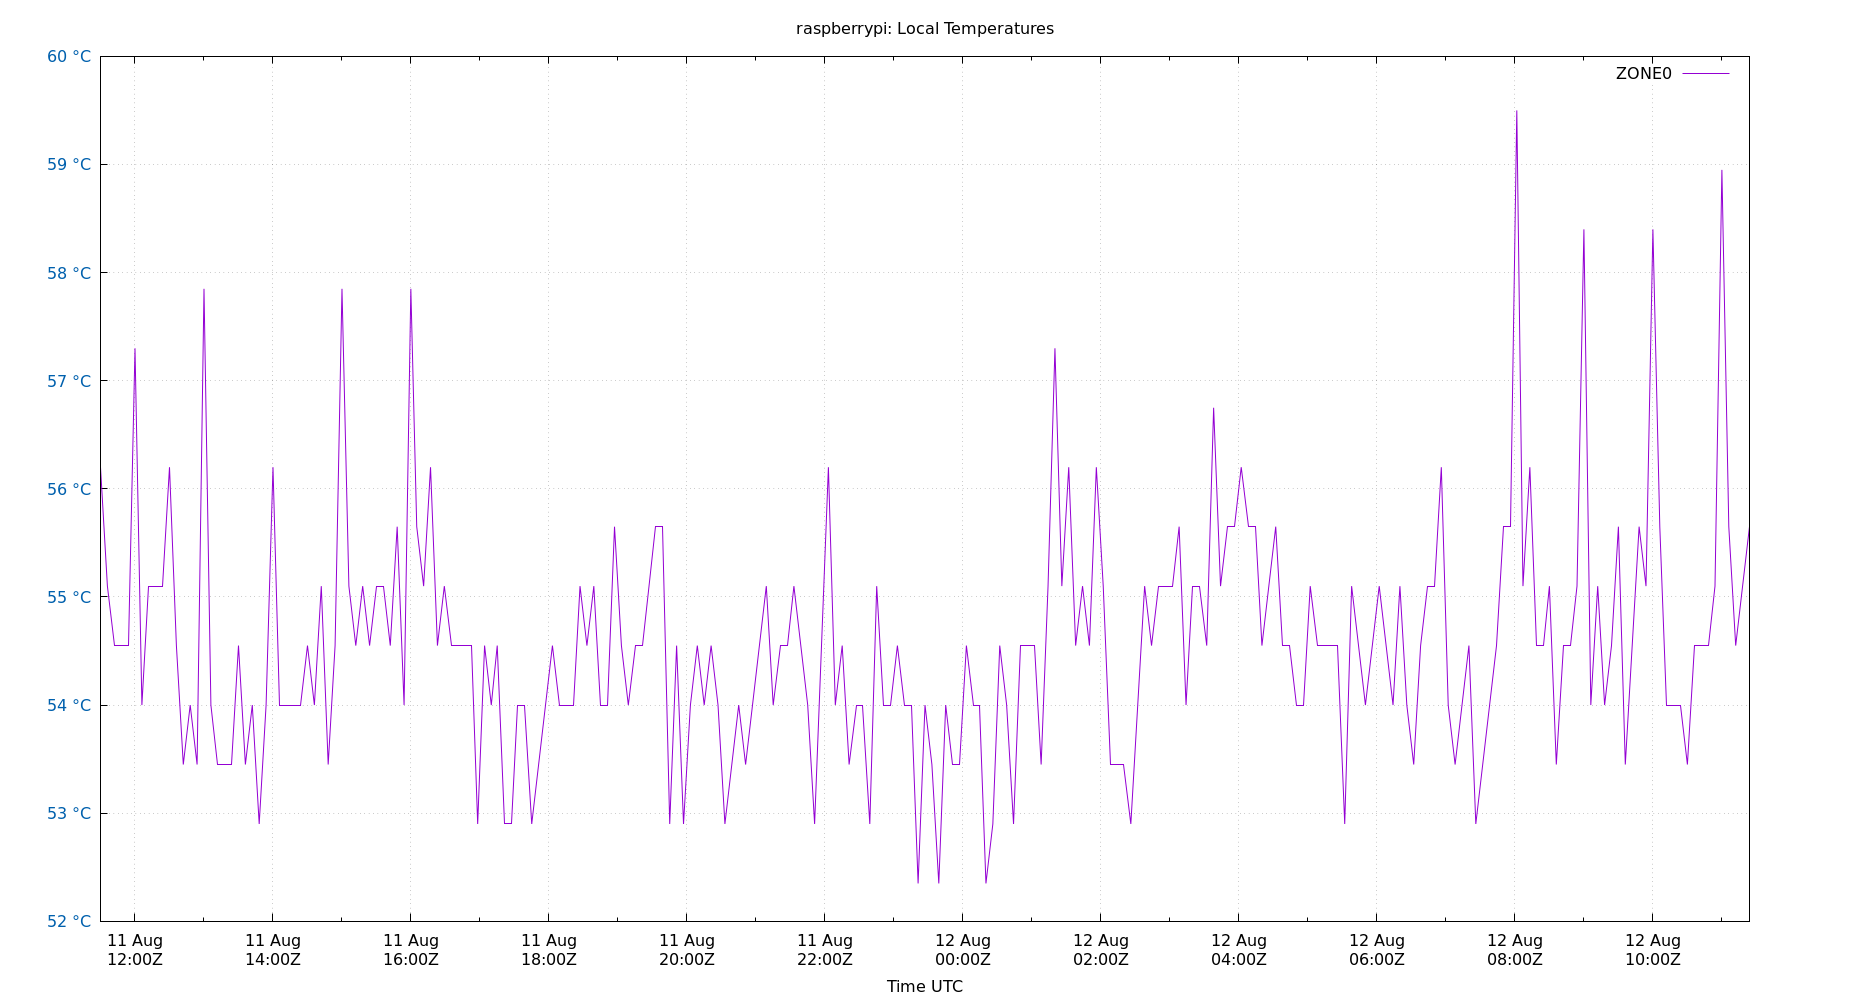 raspberrypi: Local Temperatures
60 °C
ZONE0
59 °C
58 °C
57 °C
56 °C
55 °C
54 °C
53 °C
52 °C
11 Aug 11 Aug 11 Aug 11 Aug 11 Aug 11 Aug 12 Aug 12 Aug 12 Aug 12 Aug 12 Aug 12 Aug
12:00Z 14:00Z 16:00Z 18:00Z 20:00Z 22:00Z 00:00Z 02:00Z 04:00Z 06:00Z 08:00Z 10:00Z
Time UTC